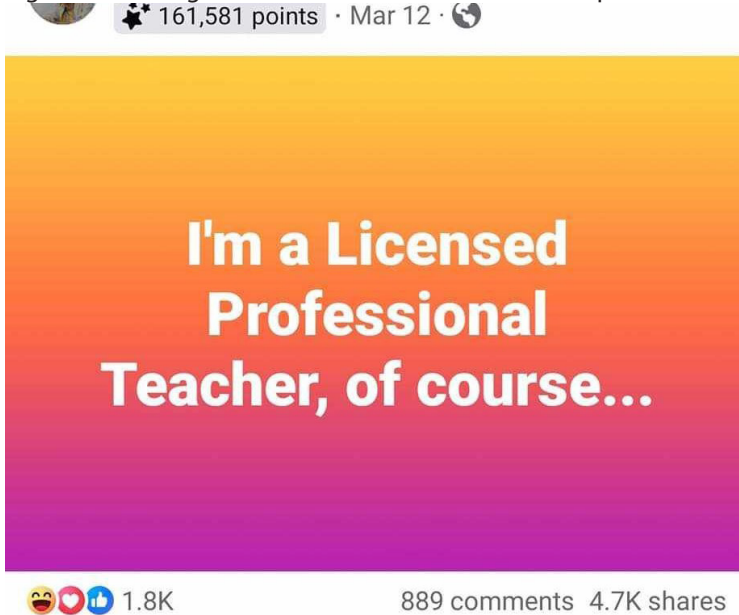 161,581 points · Mar 12 ·
I'm a Licensed
Professional
Teacher, of course...
1.8K 889 comments 4.7K shares